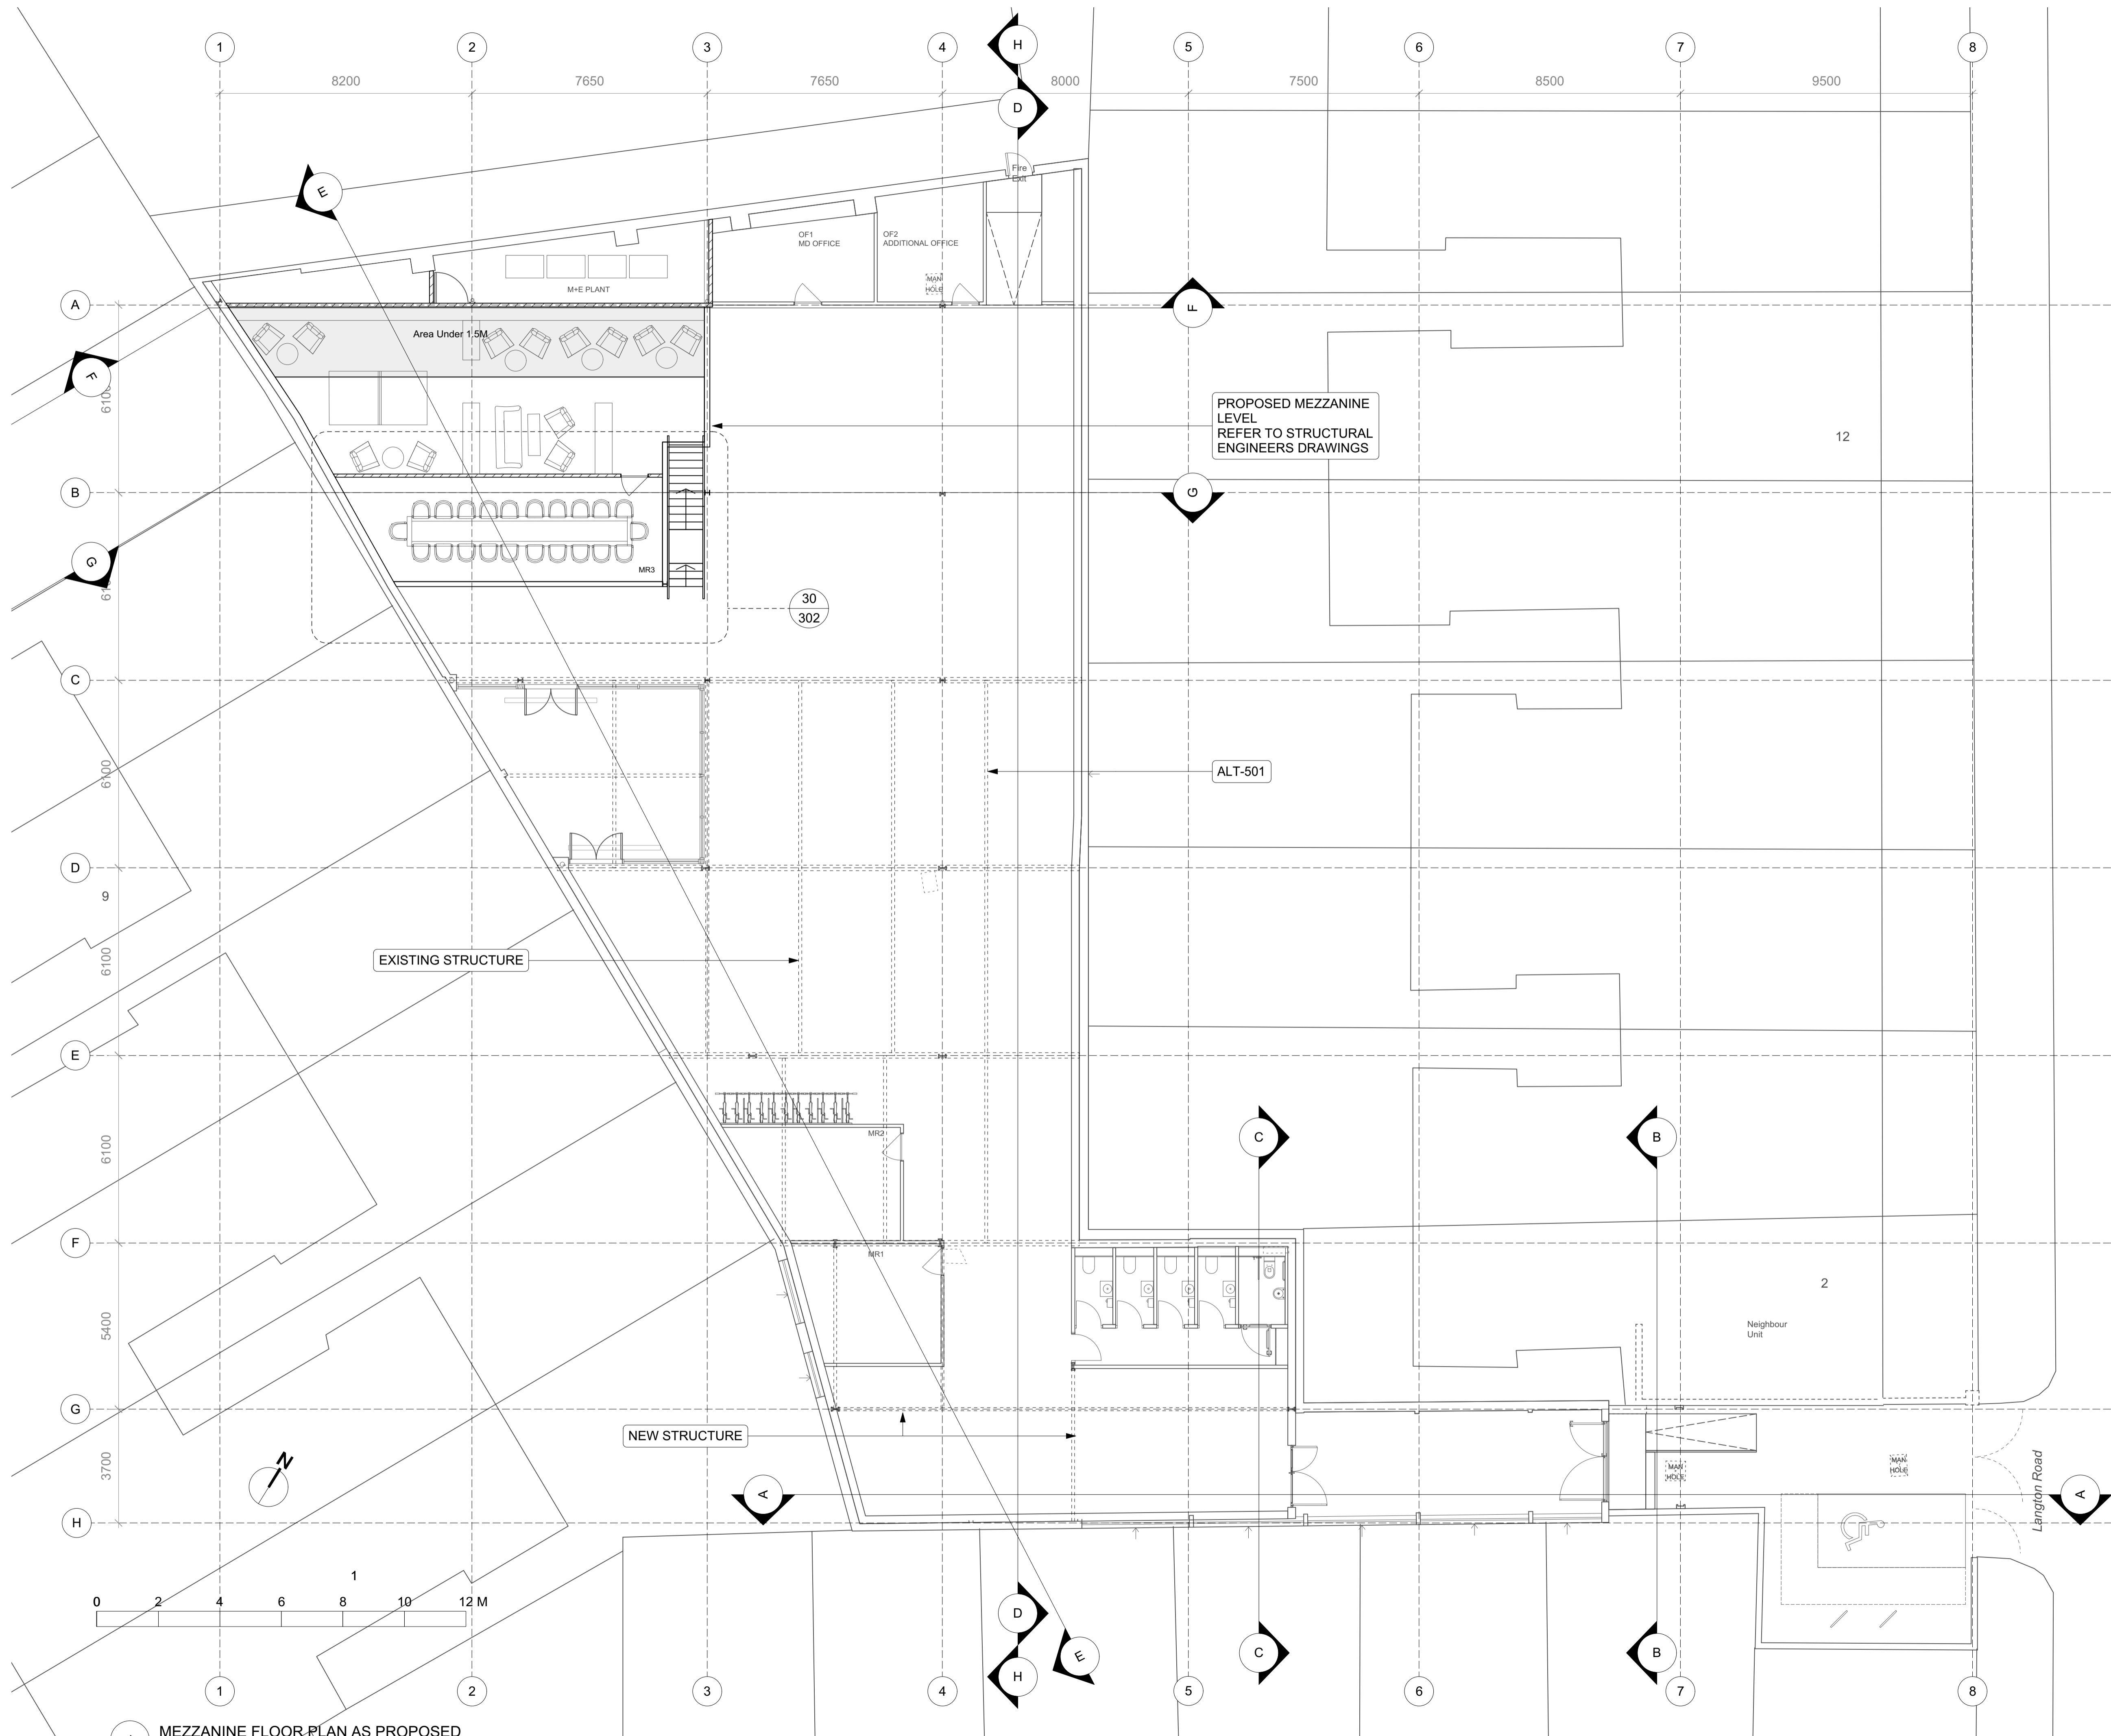 1
2
3
4
H
5
6
7
8
8200
7650
7650
8000
7500
8500
9500
D
Fire
Exit
E
OF1
MD OFFICE
OF2
ADDITIONAL OFFICE
MAN
HOLE
M+E PLANT
A
F
Area Under 1.5M
F
6100
PROPOSED MEZZANINE
LEVEL
REFER TO STRUCTURAL
ENGINEERS DRAWINGS
12
B
G
G
MR3
6100
30
302
C
6100
ALT-501
D
9
EXISTING STRUCTURE
6100
E
MR2
C
B
6100
F
MR1
2
Neighbour
Unit
5400
G
NEW STRUCTURE
3700
N
MAN
HOLE
MAN
HOLE
Langton Road
A
A
H
1
0
2
4
6
8
10
12 M
D
E
C
B
H
1
2
3
4
5
6
7
8
MEZZANINE FLOOR PLAN AS PROPOSED